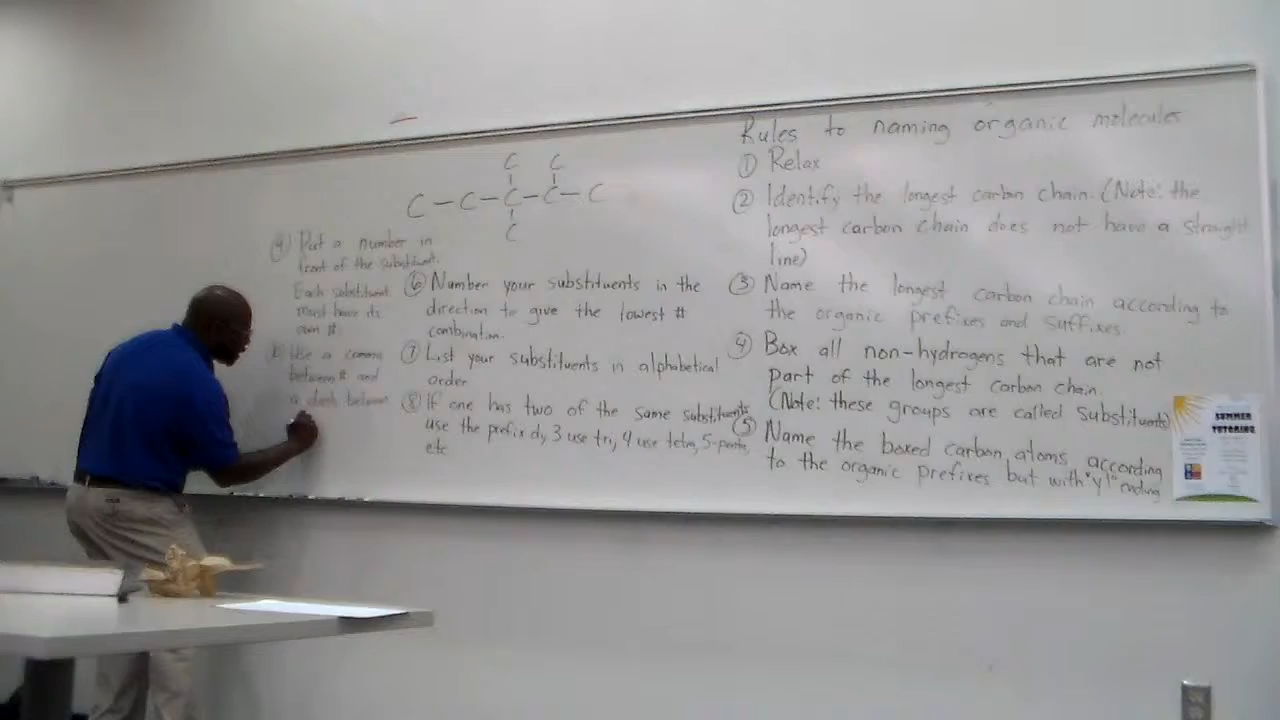 Rules to naming organic molecules
① Relax
② Identify the longest carbon chain. (Note: the
longest carbon chain does not have a straight
line)
③ Name the longest carbon chain according to
the organic prefixes and suffixes
④ Box all non-hydrogens that are not
part of the longest carbon chain.
(Note: these groups are called substituents)
⑤ Name the boxed carbon atoms according
to the organic prefixes but with "yl" ending
C C
C - C - C - C - C
C
⑥ Number your substituents in the
direction to give the lowest #
combination.
⑦ List your substituents in alphabetical
order
⑧ If one has two of the same substituents
use the prefix di, 3 use tri, 4 use tetra, 5-penta,
etc
Put a number in
front of the substituent.
Each substituent
must have its
own #
Use a comma
between # and
a dash between
SUMMER
TUTORING